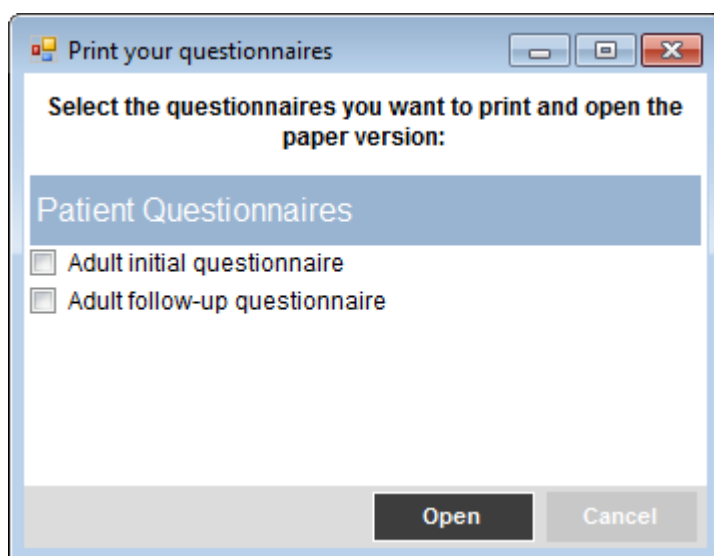 Print your questionnaires
Select the questionnaires you want to print and open the
paper version:
Patient Questionnaires
Adult initial questionnaire
Adult follow-up questionnaire
Open
Cancel